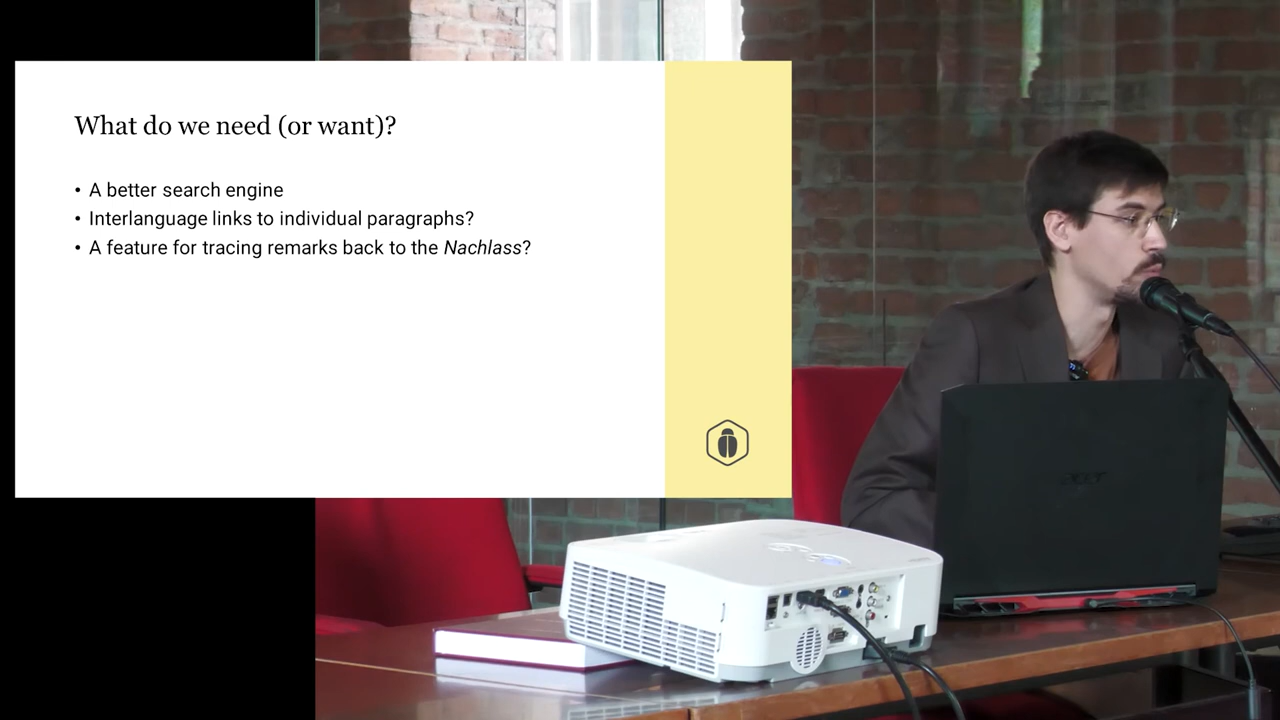 What do we need (or want)?
• A better search engine
• Interlanguage links to individual paragraphs?
• A feature for tracing remarks back to the Nachlass?
acer